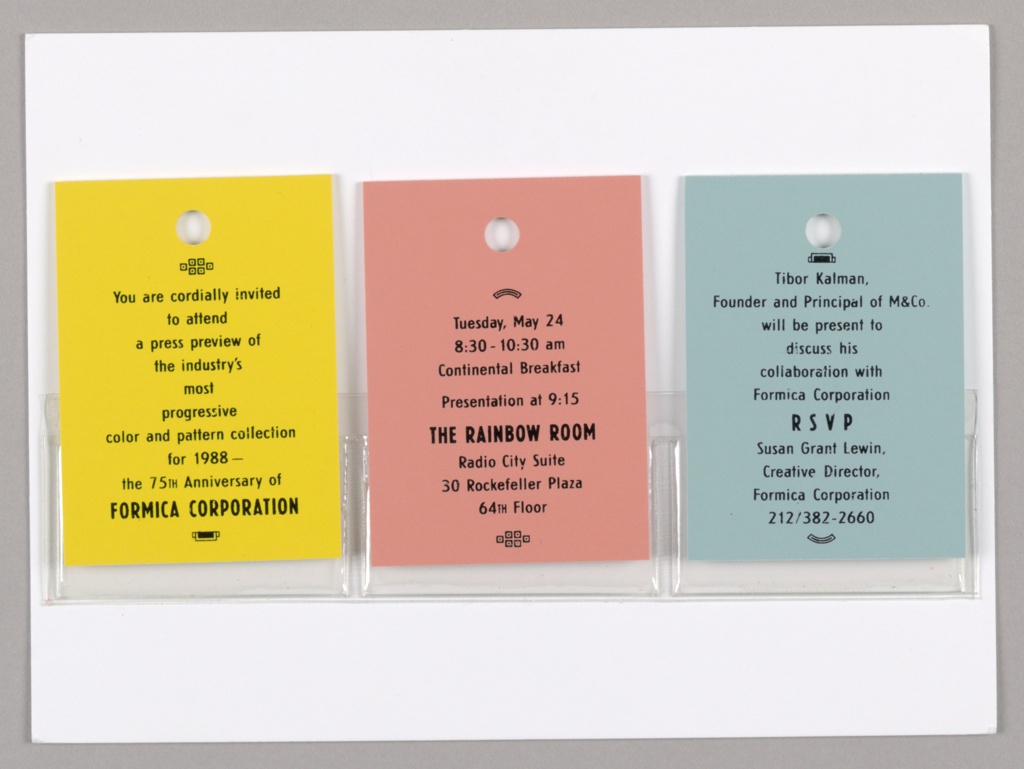 You are cordially invited
to attend
a press preview of
the industry's
most
progressive
color and pattern collection
for 1988 —
the 75TH Anniversary of
FORMICA CORPORATION
Tuesday, May 24
8:30 - 10:30 am
Continental Breakfast
Presentation at 9:15
THE RAINBOW ROOM
Radio City Suite
30 Rockefeller Plaza
64TH Floor
Tibor Kalman,
Founder and Principal of M&Co.
will be present to
discuss his
collaboration with
Formica Corporation
RSVP
Susan Grant Lewin,
Creative Director,
Formica Corporation
212/382-2660